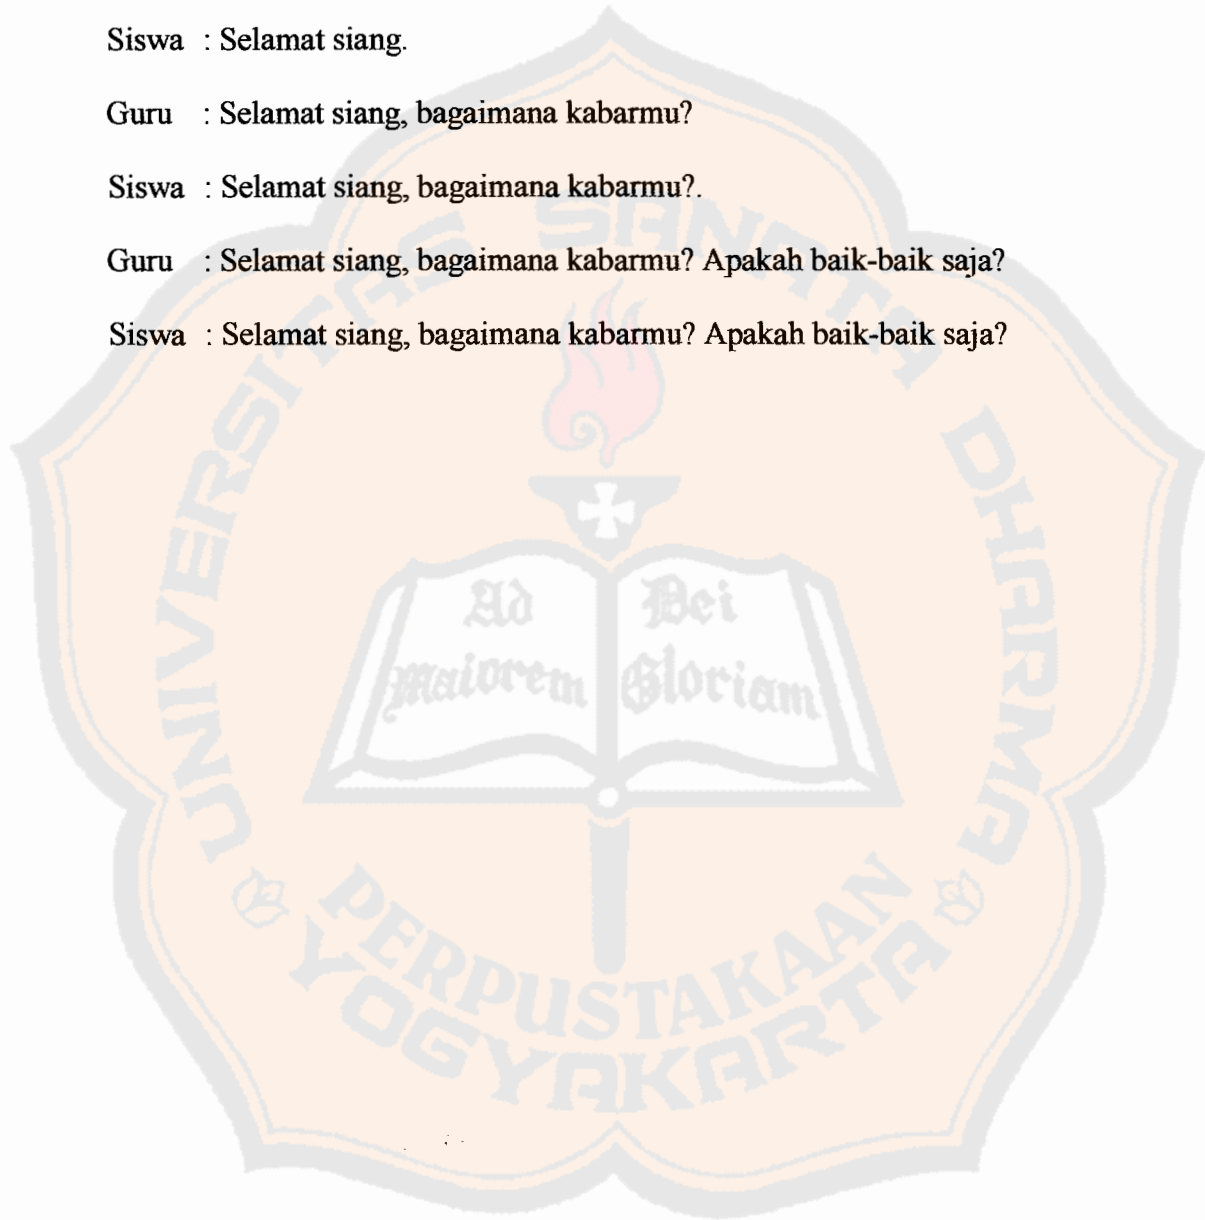 Siswa : Selamat siang.
Guru : Selamat siang, bagaimana kabarmu?
Siswa : Selamat siang, bagaimana kabarmu?.
Guru : Selamat siang, bagaimana kabarmu? Apakah baik-baik saja?
Siswa : Selamat siang, bagaimana kabarmu? Apakah baik-baik saja?
UNIVERSITAS SANATA DHARMA
Ad Dei
Maiorem Gloriam
PERPUSTAKAAN
YOGYAKARTA